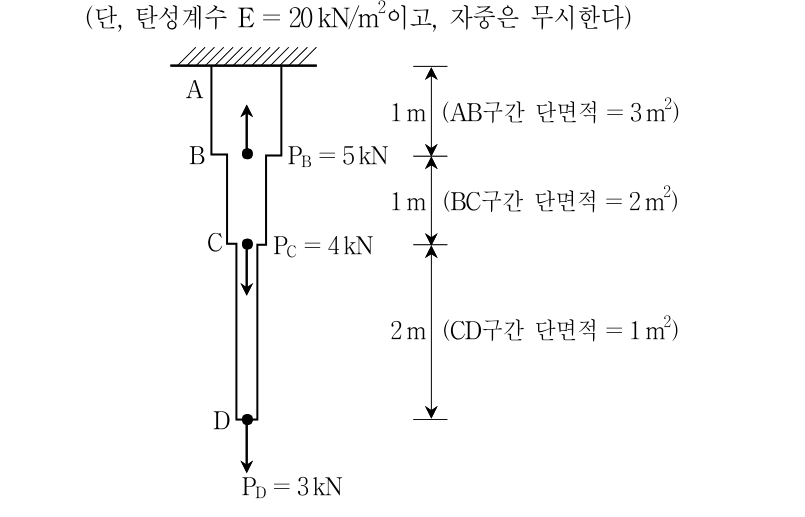 (단, 탄성계수 E = 20 kN/m²이고, 자중은 무시한다)
A
1 m (AB구간 단면적 = 3 m²)
B P_B = 5 kN
1 m (BC구간 단면적 = 2 m²)
C P_C = 4 kN
2 m (CD구간 단면적 = 1 m²)
D
P_D = 3 kN